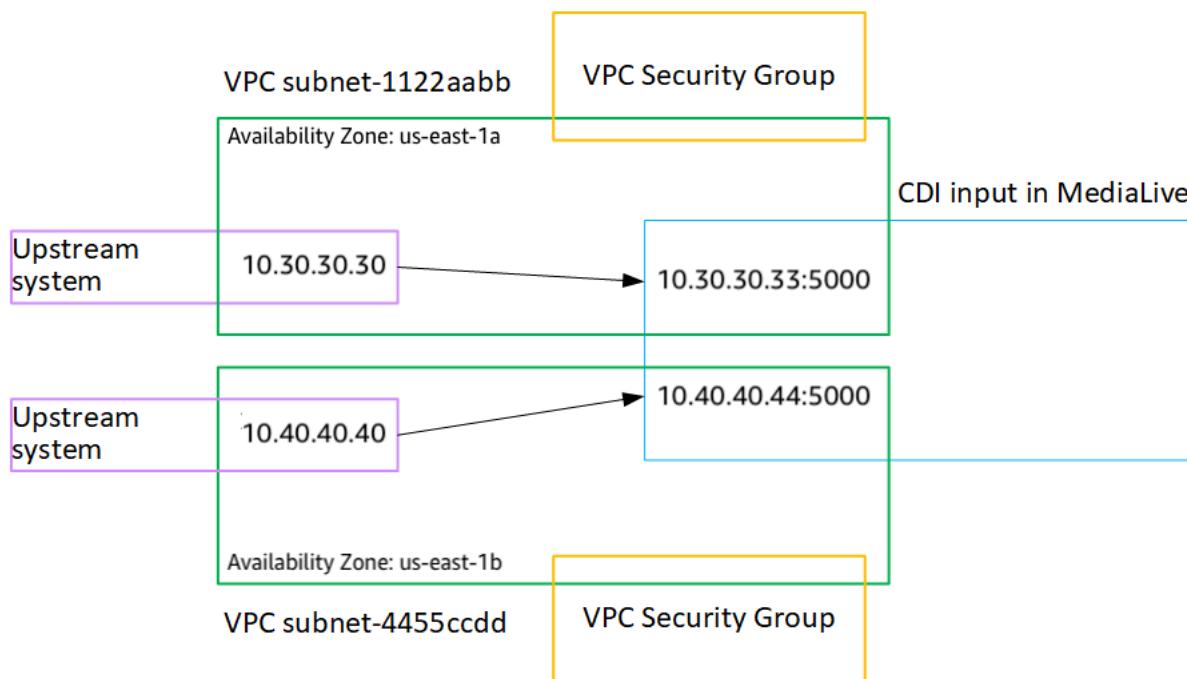 VPC subnet-1122aabb
VPC Security Group
Availability Zone: us-east-1a
CDI input in MediaLive
Upstream
system
10.30.30.30
10.30.30.33:5000
Upstream
system
10.40.40.40
10.40.40.44:5000
Availability Zone: us-east-1b
VPC subnet-4455ccdd
VPC Security Group